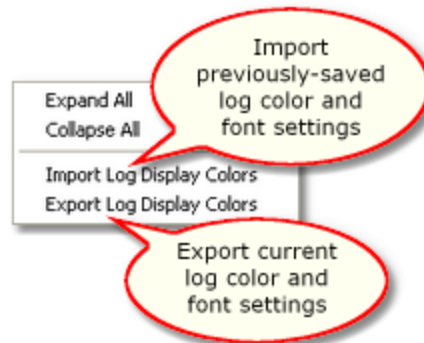 Import
previously-saved
log color and
font settings
Expand All
Collapse All
Import Log Display Colors
Export Log Display Colors
Export current
log color and
font settings